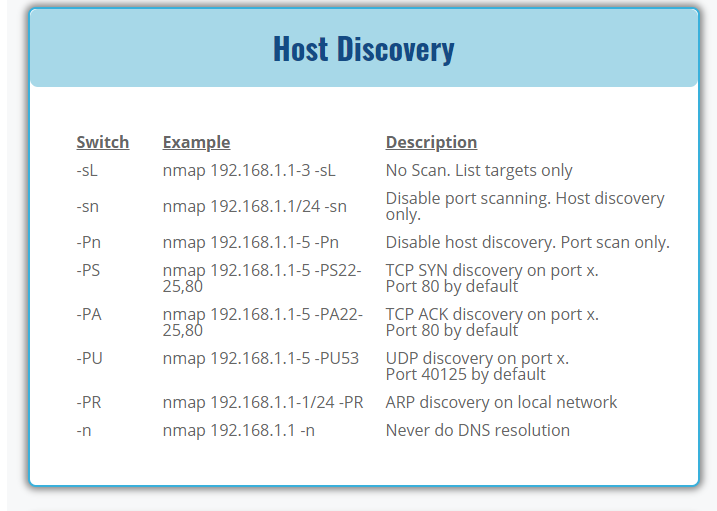 Host Discovery
Switch Example Description
-sL nmap 192.168.1.1-3 -sL No Scan. List targets only
-sn nmap 192.168.1.1/24 -sn Disable port scanning. Host discovery
only.
-Pn nmap 192.168.1.1-5 -Pn Disable host discovery. Port scan only.
-PS nmap 192.168.1.1-5 -PS22- TCP SYN discovery on port x.
25,80 Port 80 by default
-PA nmap 192.168.1.1-5 -PA22- TCP ACK discovery on port x.
25,80 Port 80 by default
-PU nmap 192.168.1.1-5 -PU53 UDP discovery on port x.
Port 40125 by default
-PR nmap 192.168.1.1-1/24 -PR ARP discovery on local network
-n nmap 192.168.1.1 -n Never do DNS resolution